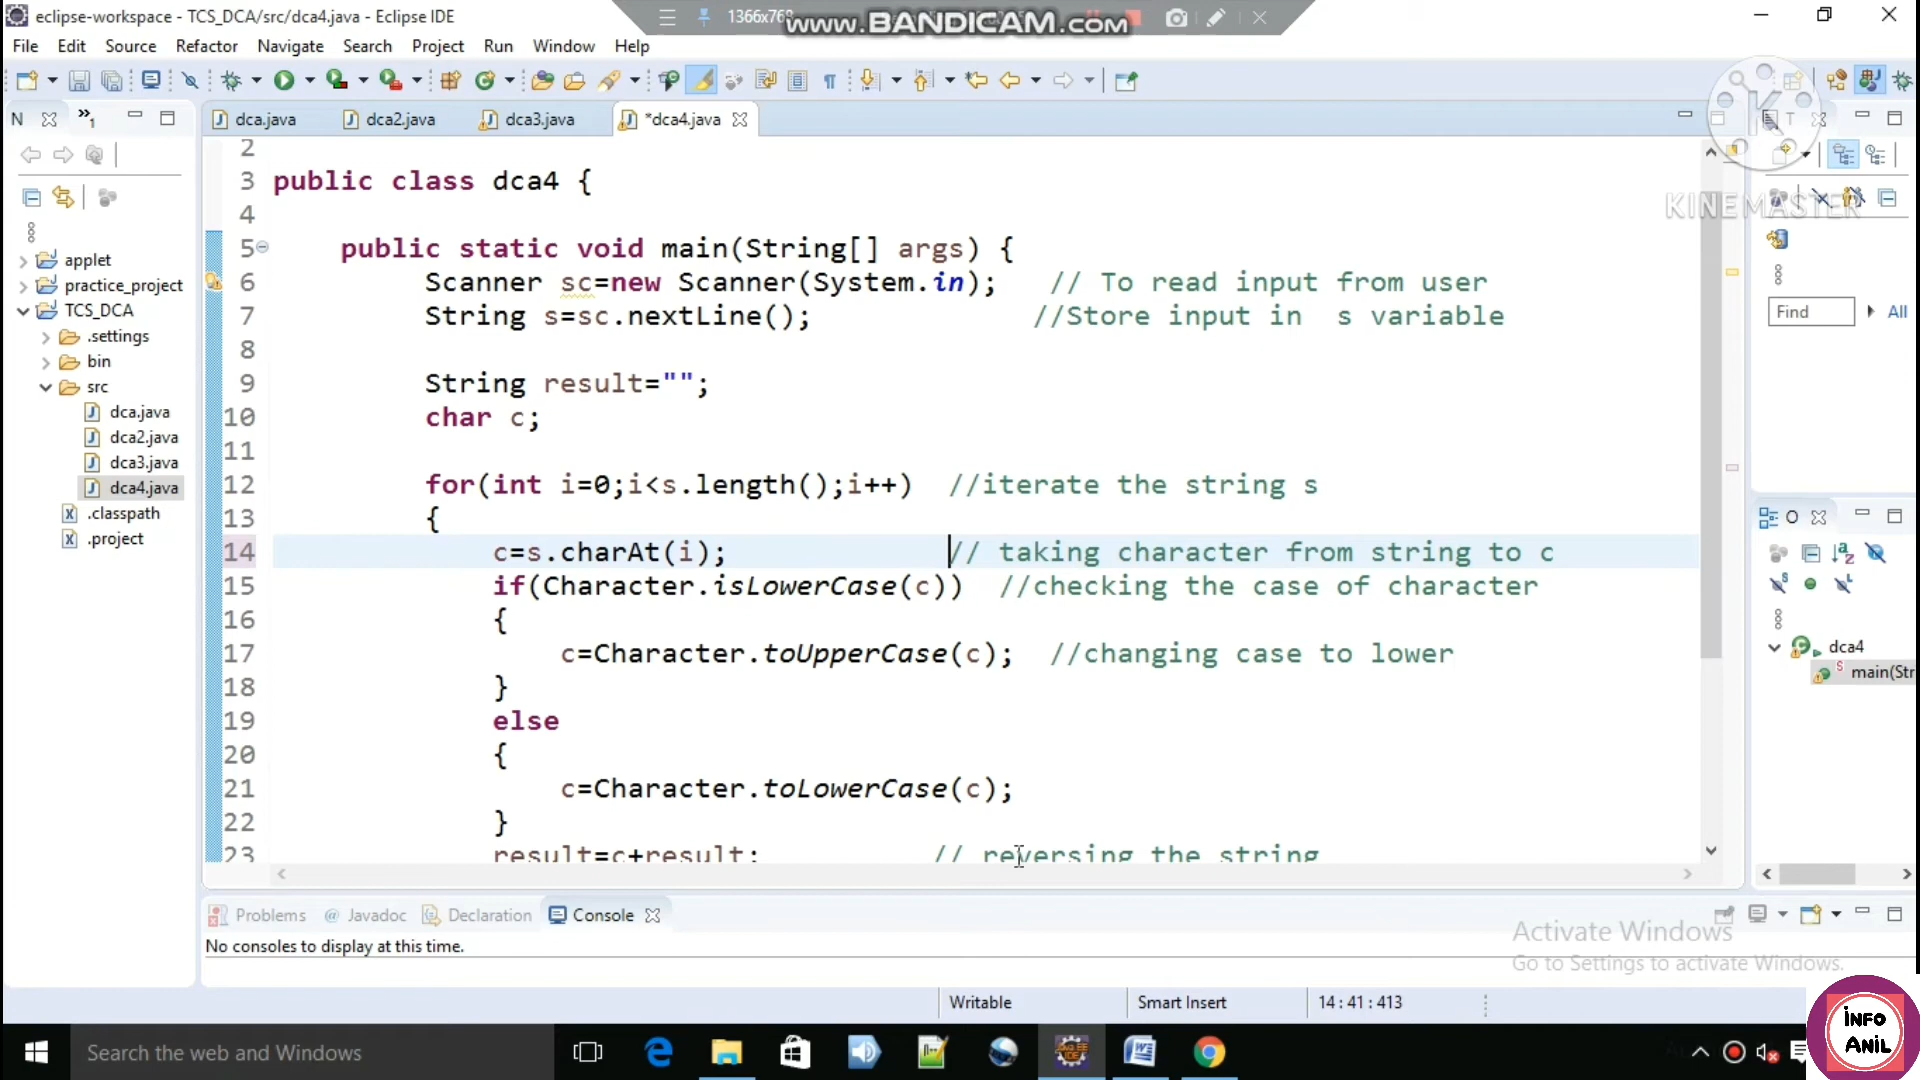 eclipse-workspace - TCS_DCA/src/dca4.java - Eclipse IDE
1366x768
www.BANDICAM.com
File Edit Source Refactor Navigate Search Project Run Window Help
N
dca.java
dca2.java
dca3.java
*dca4.java
KINEMASTER
applet
practice_project
TCS_DCA
.settings
bin
src
dca.java
dca2.java
dca3.java
dca4.java
.classpath
.project
2
3 public class dca4 {
4
5 public static void main(String[] args) {
6 Scanner sc=new Scanner(System.in); // To read input from user
7 String s=sc.nextLine(); //Store input in s variable
8
9 String result="";
10 char c;
11
12 for(int i=0;i<s.length();i++) //iterate the string s
13 {
14 c=s.charAt(i); // taking character from string to c
15 if(Character.isLowerCase(c)) //checking the case of character
16 {
17 c=Character.toUpperCase(c); //changing case to lower
18 }
19 else
20 {
21 c=Character.toLowerCase(c);
22 }
23 result=c+result; // reversing the string
T
Find
All
O
dca4
main(Str
Problems @ Javadoc Declaration Console
No consoles to display at this time.
Activate Windows
Go to Settings to activate Windows.
Writable Smart Insert 14 : 41 : 413
Search the web and Windows
iNFO
ANiL